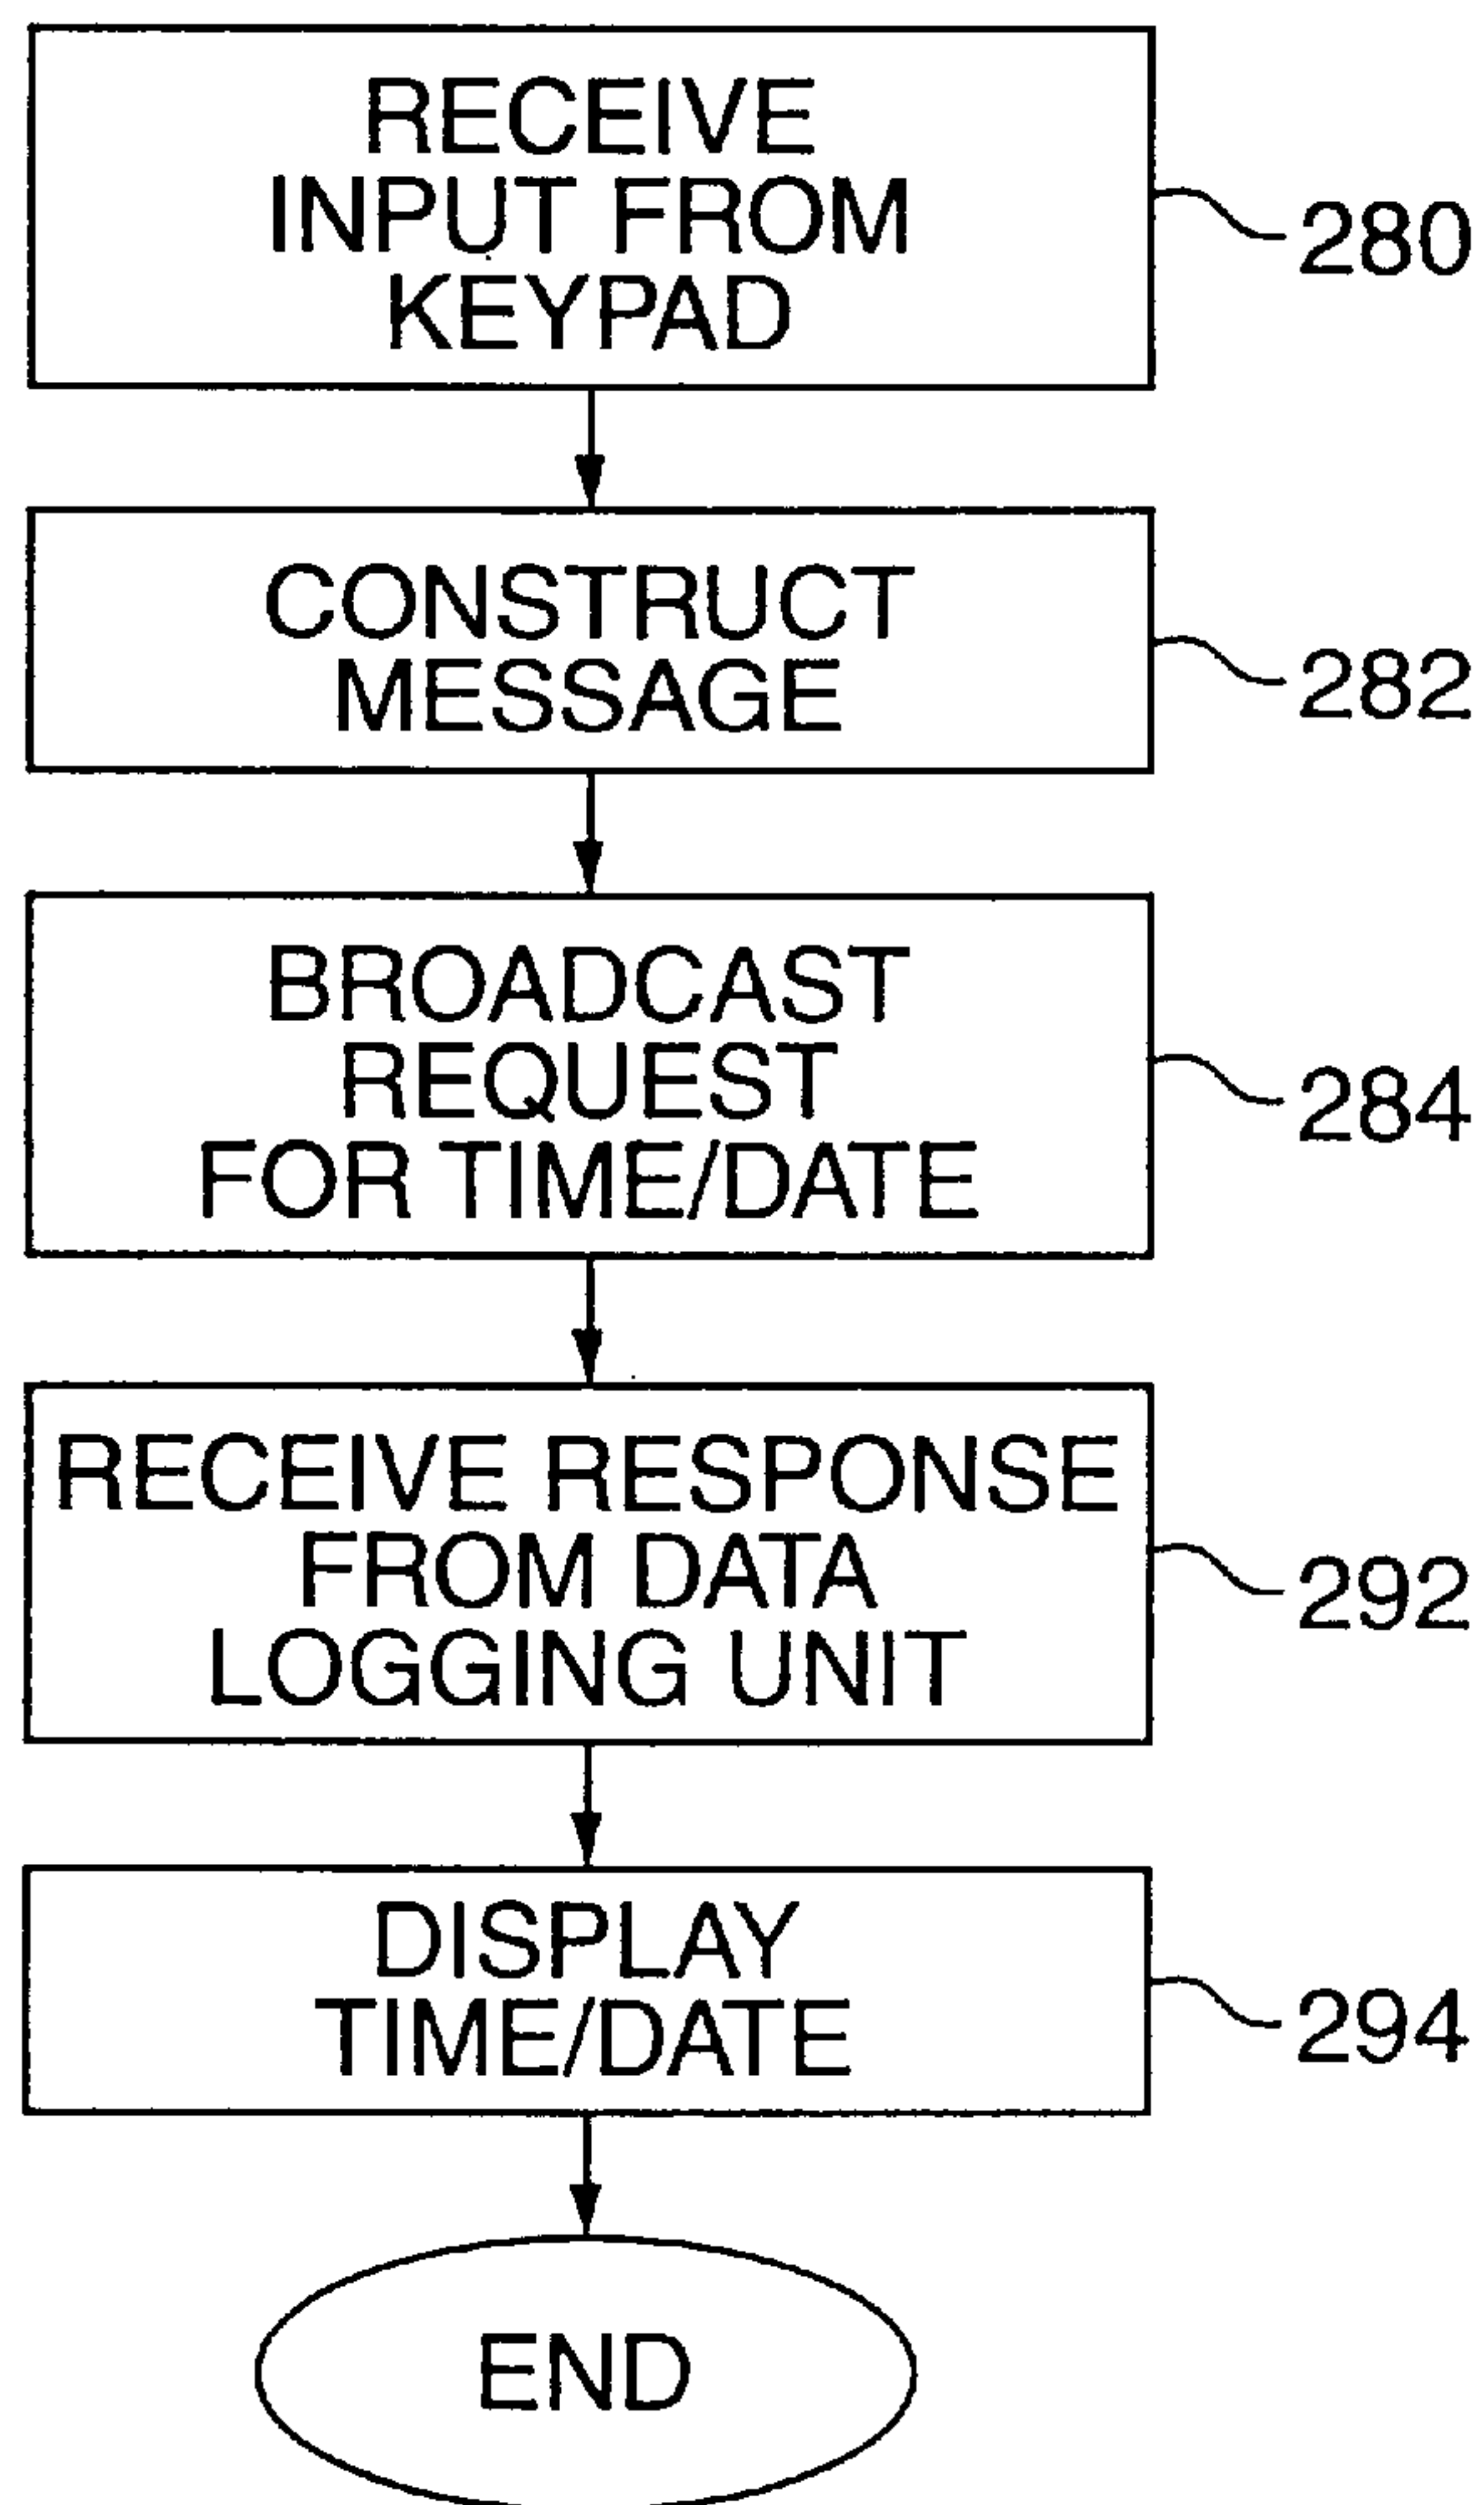 RECEIVE
INPUT FROM
KEYPAD
280
CONSTRUCT
MESSAGE
282
BROADCAST
REQUEST
FOR TIME/DATE
284
RECEIVE RESPONSE
FROM DATA
LOGGING UNIT
292
DISPLAY
TIME/DATE
294
END